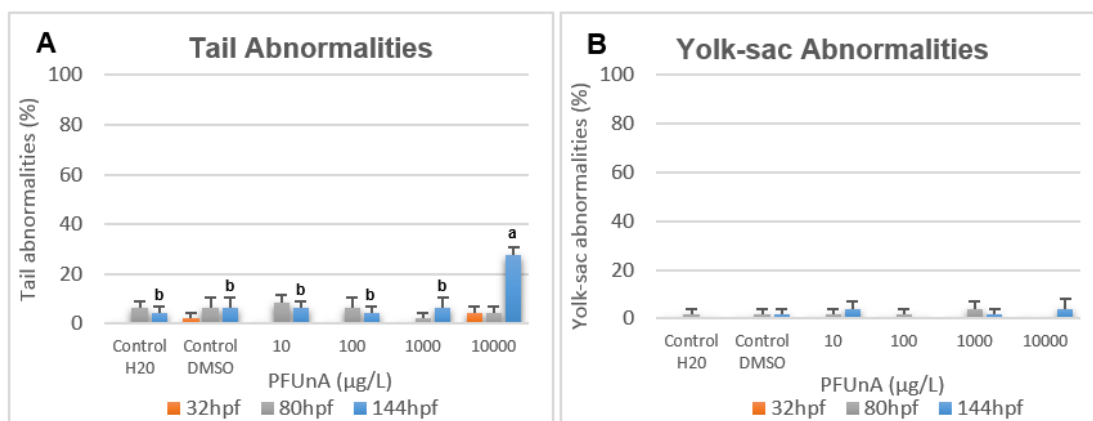 A
Tail Abnormalities
Tail abnormalities (%)
100
80
60
40
20
0
b
b
b
b
b
a
Control H20
Control DMSO
10
100
1000
10000
PFUnA (µg/L)
32hpf 80hpf 144hpf
B
Yolk-sac Abnormalities
Yolk-sac abnormalities (%)
100
80
60
40
20
0
Control H20
Control DMSO
10
100
1000
10000
PFUnA (µg/L)
32hpf 80hpf 144hpf